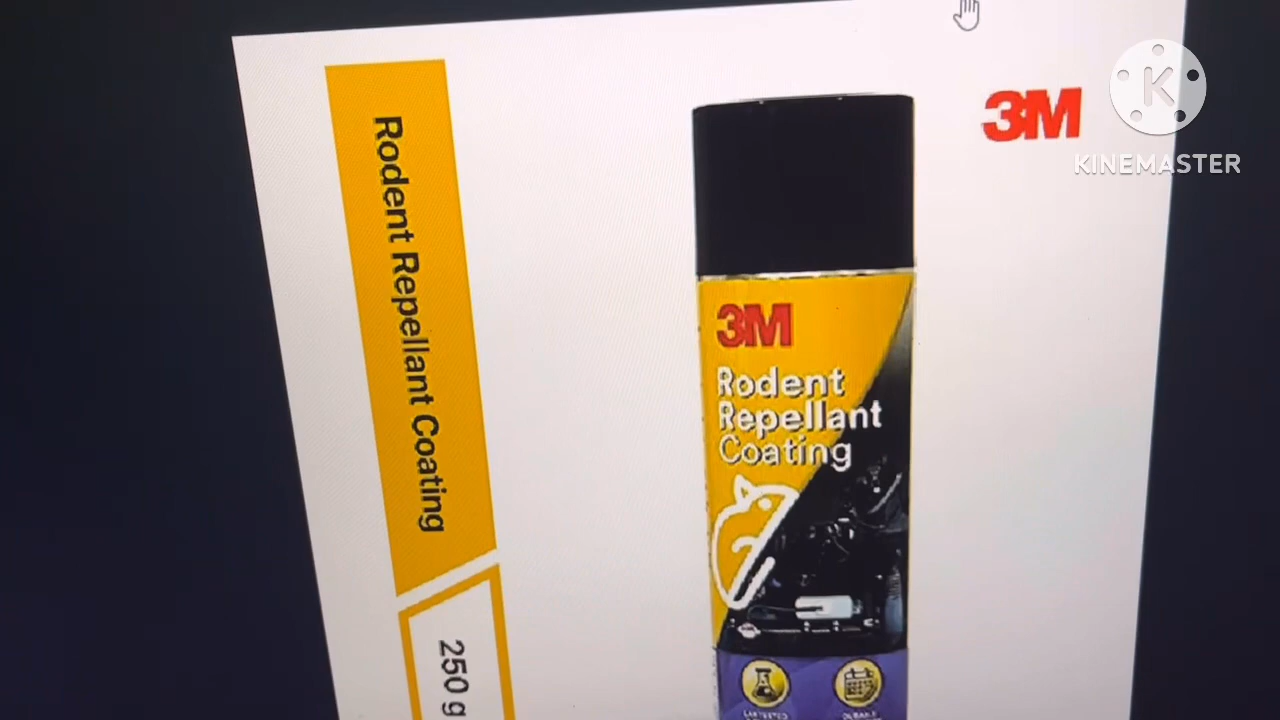 Rodent Repellant Coating
250 g
3M
Rodent
Repellant
Coating
3M
KINEMASTER